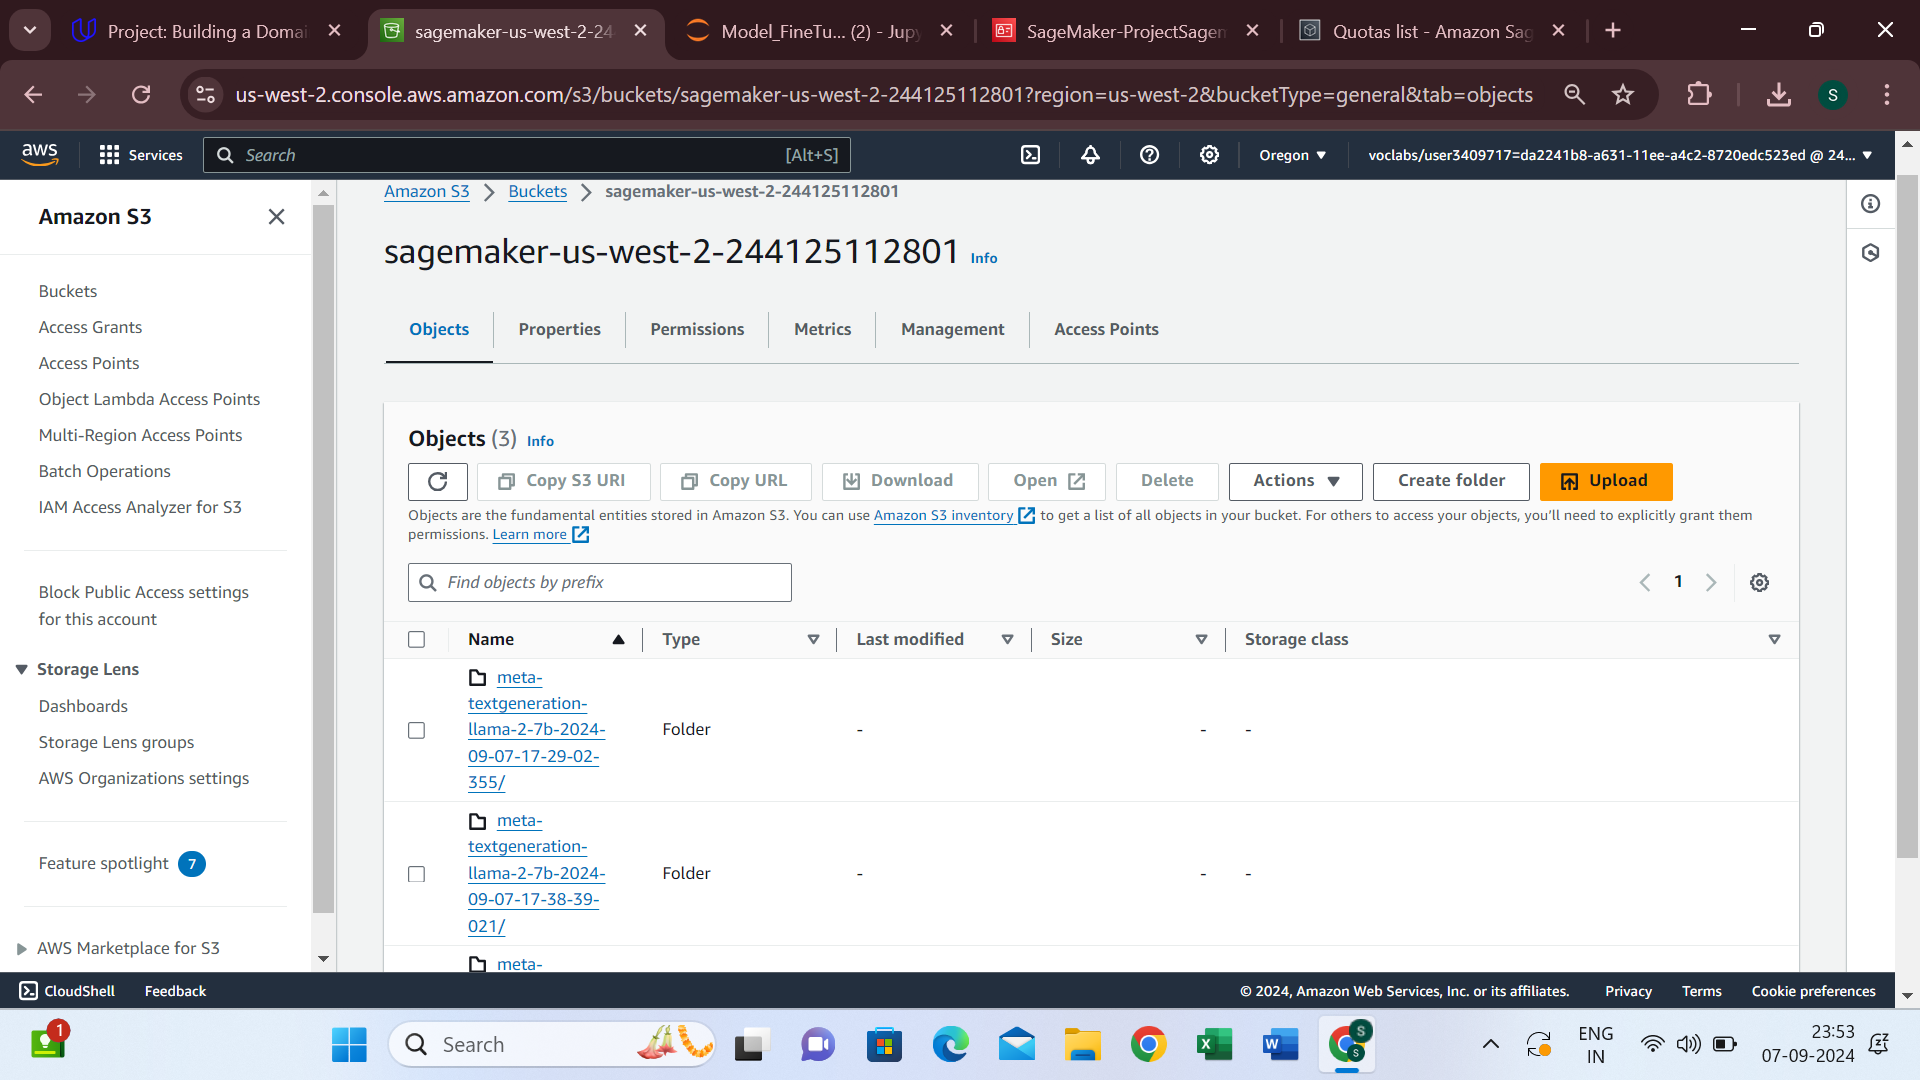 Project: Building a Domai
sagemaker-us-west-2-24
Model_FineTu... (2) - Jupy
SageMaker-ProjectSagem
Quotas list - Amazon Sag
us-west-2.console.aws.amazon.com/s3/buckets/sagemaker-us-west-2-244125112801?region=us-west-2&bucketType=general&tab=objects
S
aws
Services
Search
[Alt+S]
Oregon
voclabs/user3409717=da2241b8-a631-11ee-a4c2-8720edc523ed @ 24...
Amazon S3
Buckets
Access Grants
Access Points
Object Lambda Access Points
Multi-Region Access Points
Batch Operations
IAM Access Analyzer for S3
Block Public Access settings
for this account
Storage Lens
Dashboards
Storage Lens groups
AWS Organizations settings
Feature spotlight 7
AWS Marketplace for S3
Amazon S3 > Buckets > sagemaker-us-west-2-244125112801
sagemaker-us-west-2-244125112801 Info
Objects
Properties
Permissions
Metrics
Management
Access Points
Objects (3) Info
Copy S3 URI
Copy URL
Download
Open
Delete
Actions
Create folder
Upload
Objects are the fundamental entities stored in Amazon S3. You can use Amazon S3 inventory to get a list of all objects in your bucket. For others to access your objects, you'll need to explicitly grant them
permissions. Learn more
Find objects by prefix
1
Name
Type
Last modified
Size
Storage class
meta-
textgeneration-
llama-2-7b-2024-
09-07-17-29-02-
355/
Folder
-
-
-
meta-
textgeneration-
llama-2-7b-2024-
09-07-17-38-39-
021/
Folder
-
-
-
meta-
CloudShell
Feedback
© 2024, Amazon Web Services, Inc. or its affiliates.
Privacy
Terms
Cookie preferences
1
Search
S
S
ENG
IN
23:53
07-09-2024